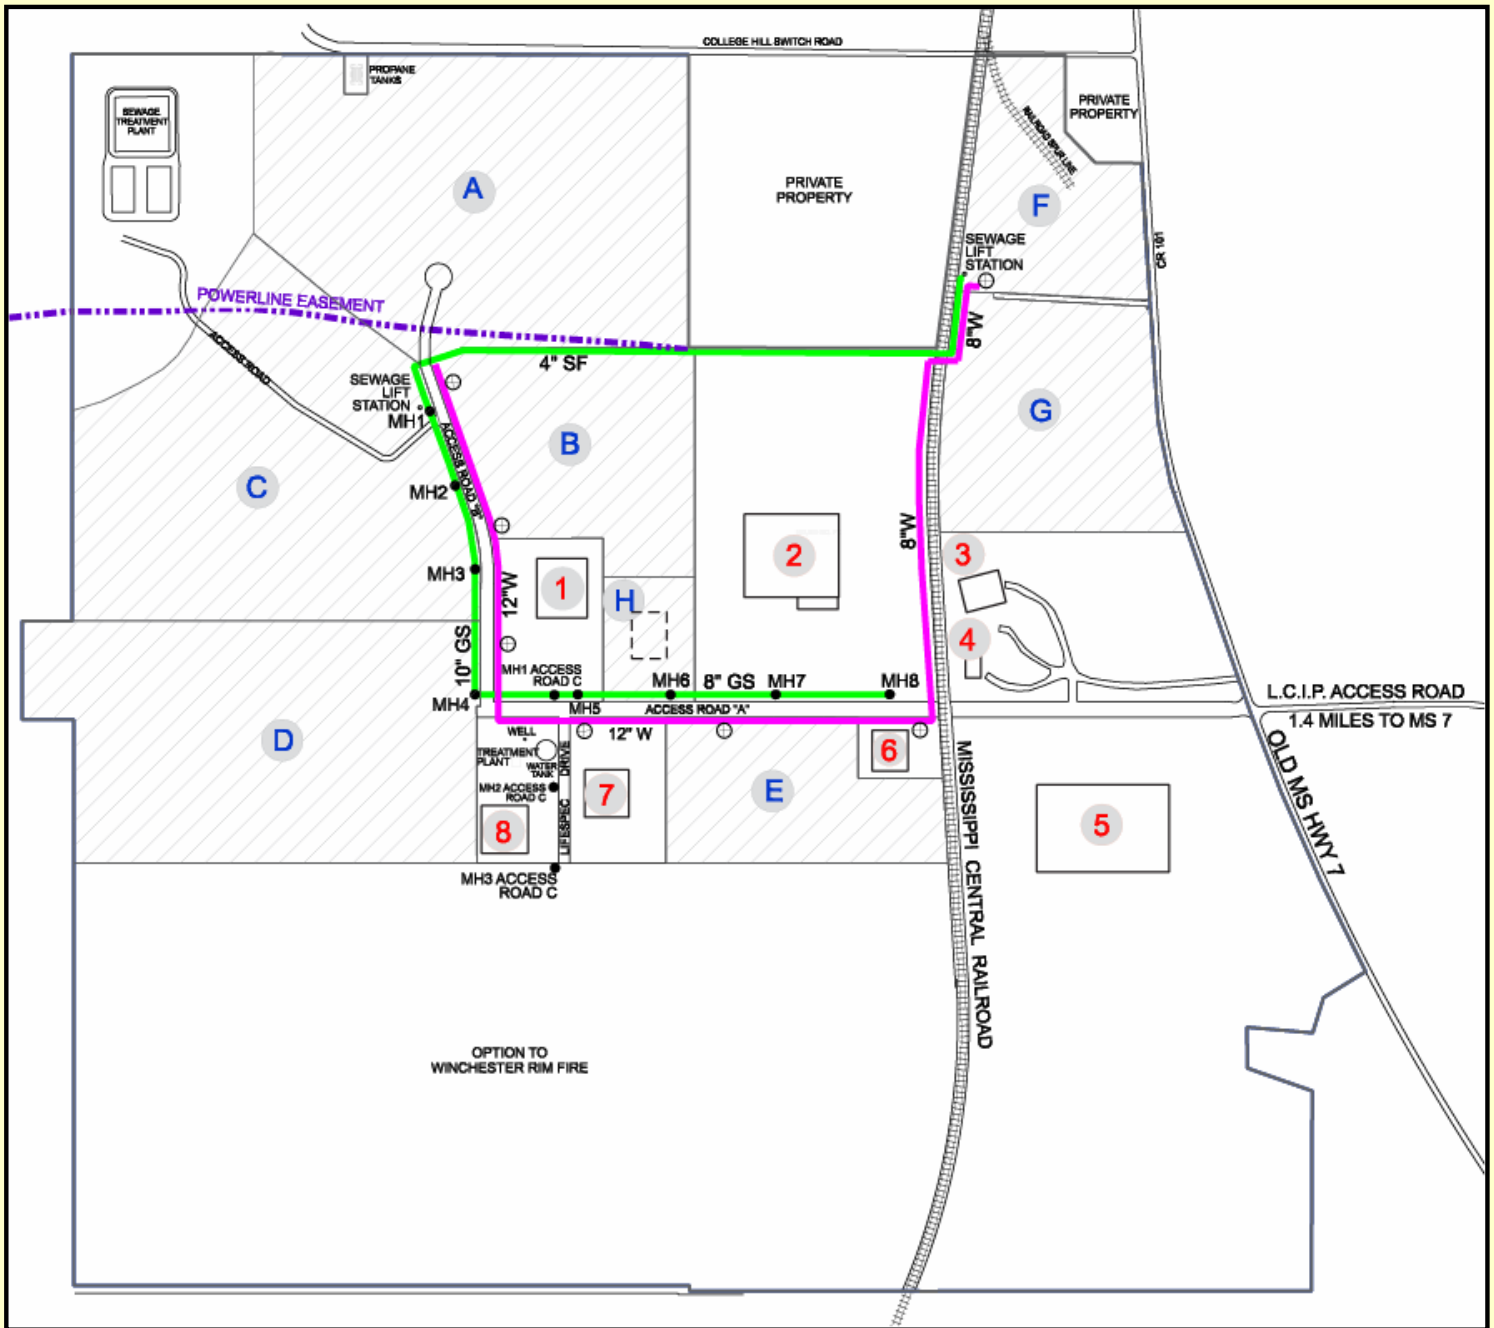 COLLEGE HILL SWITCH ROAD
PROPANE
TANKS
SEWAGE
TREATMENT
PLANT
PRIVATE
PROPERTY
RAILROAD SPUR LINE
A
PRIVATE
PROPERTY
F
CR 101
SEWAGE
LIFT
STATION
POWERLINE EASEMENT
8"W
ACCESS ROAD
4" SF
SEWAGE
LIFT
STATION
MH1
ACCESS ROAD "B"
B
G
C
MH2
8"W
2
3
MH3
1
12"W
H
4
10" GS
MH1 ACCESS
ROAD C
MH6
8" GS
MH7
MH8
MH4
MH5
ACCESS ROAD "A"
L.C.I.P. ACCESS ROAD
1.4 MILES TO MS 7
D
WELL
TREATMENT
PLANT
WATER
TANK
LIFESPEC DRIVE
12" W
6
OLD MS HWY 7
MH2 ACCESS
ROAD C
7
E
8
5
MISSISSIPPI CENTRAL RAILROAD
MH3 ACCESS
ROAD C
OPTION TO
WINCHESTER RIM FIRE